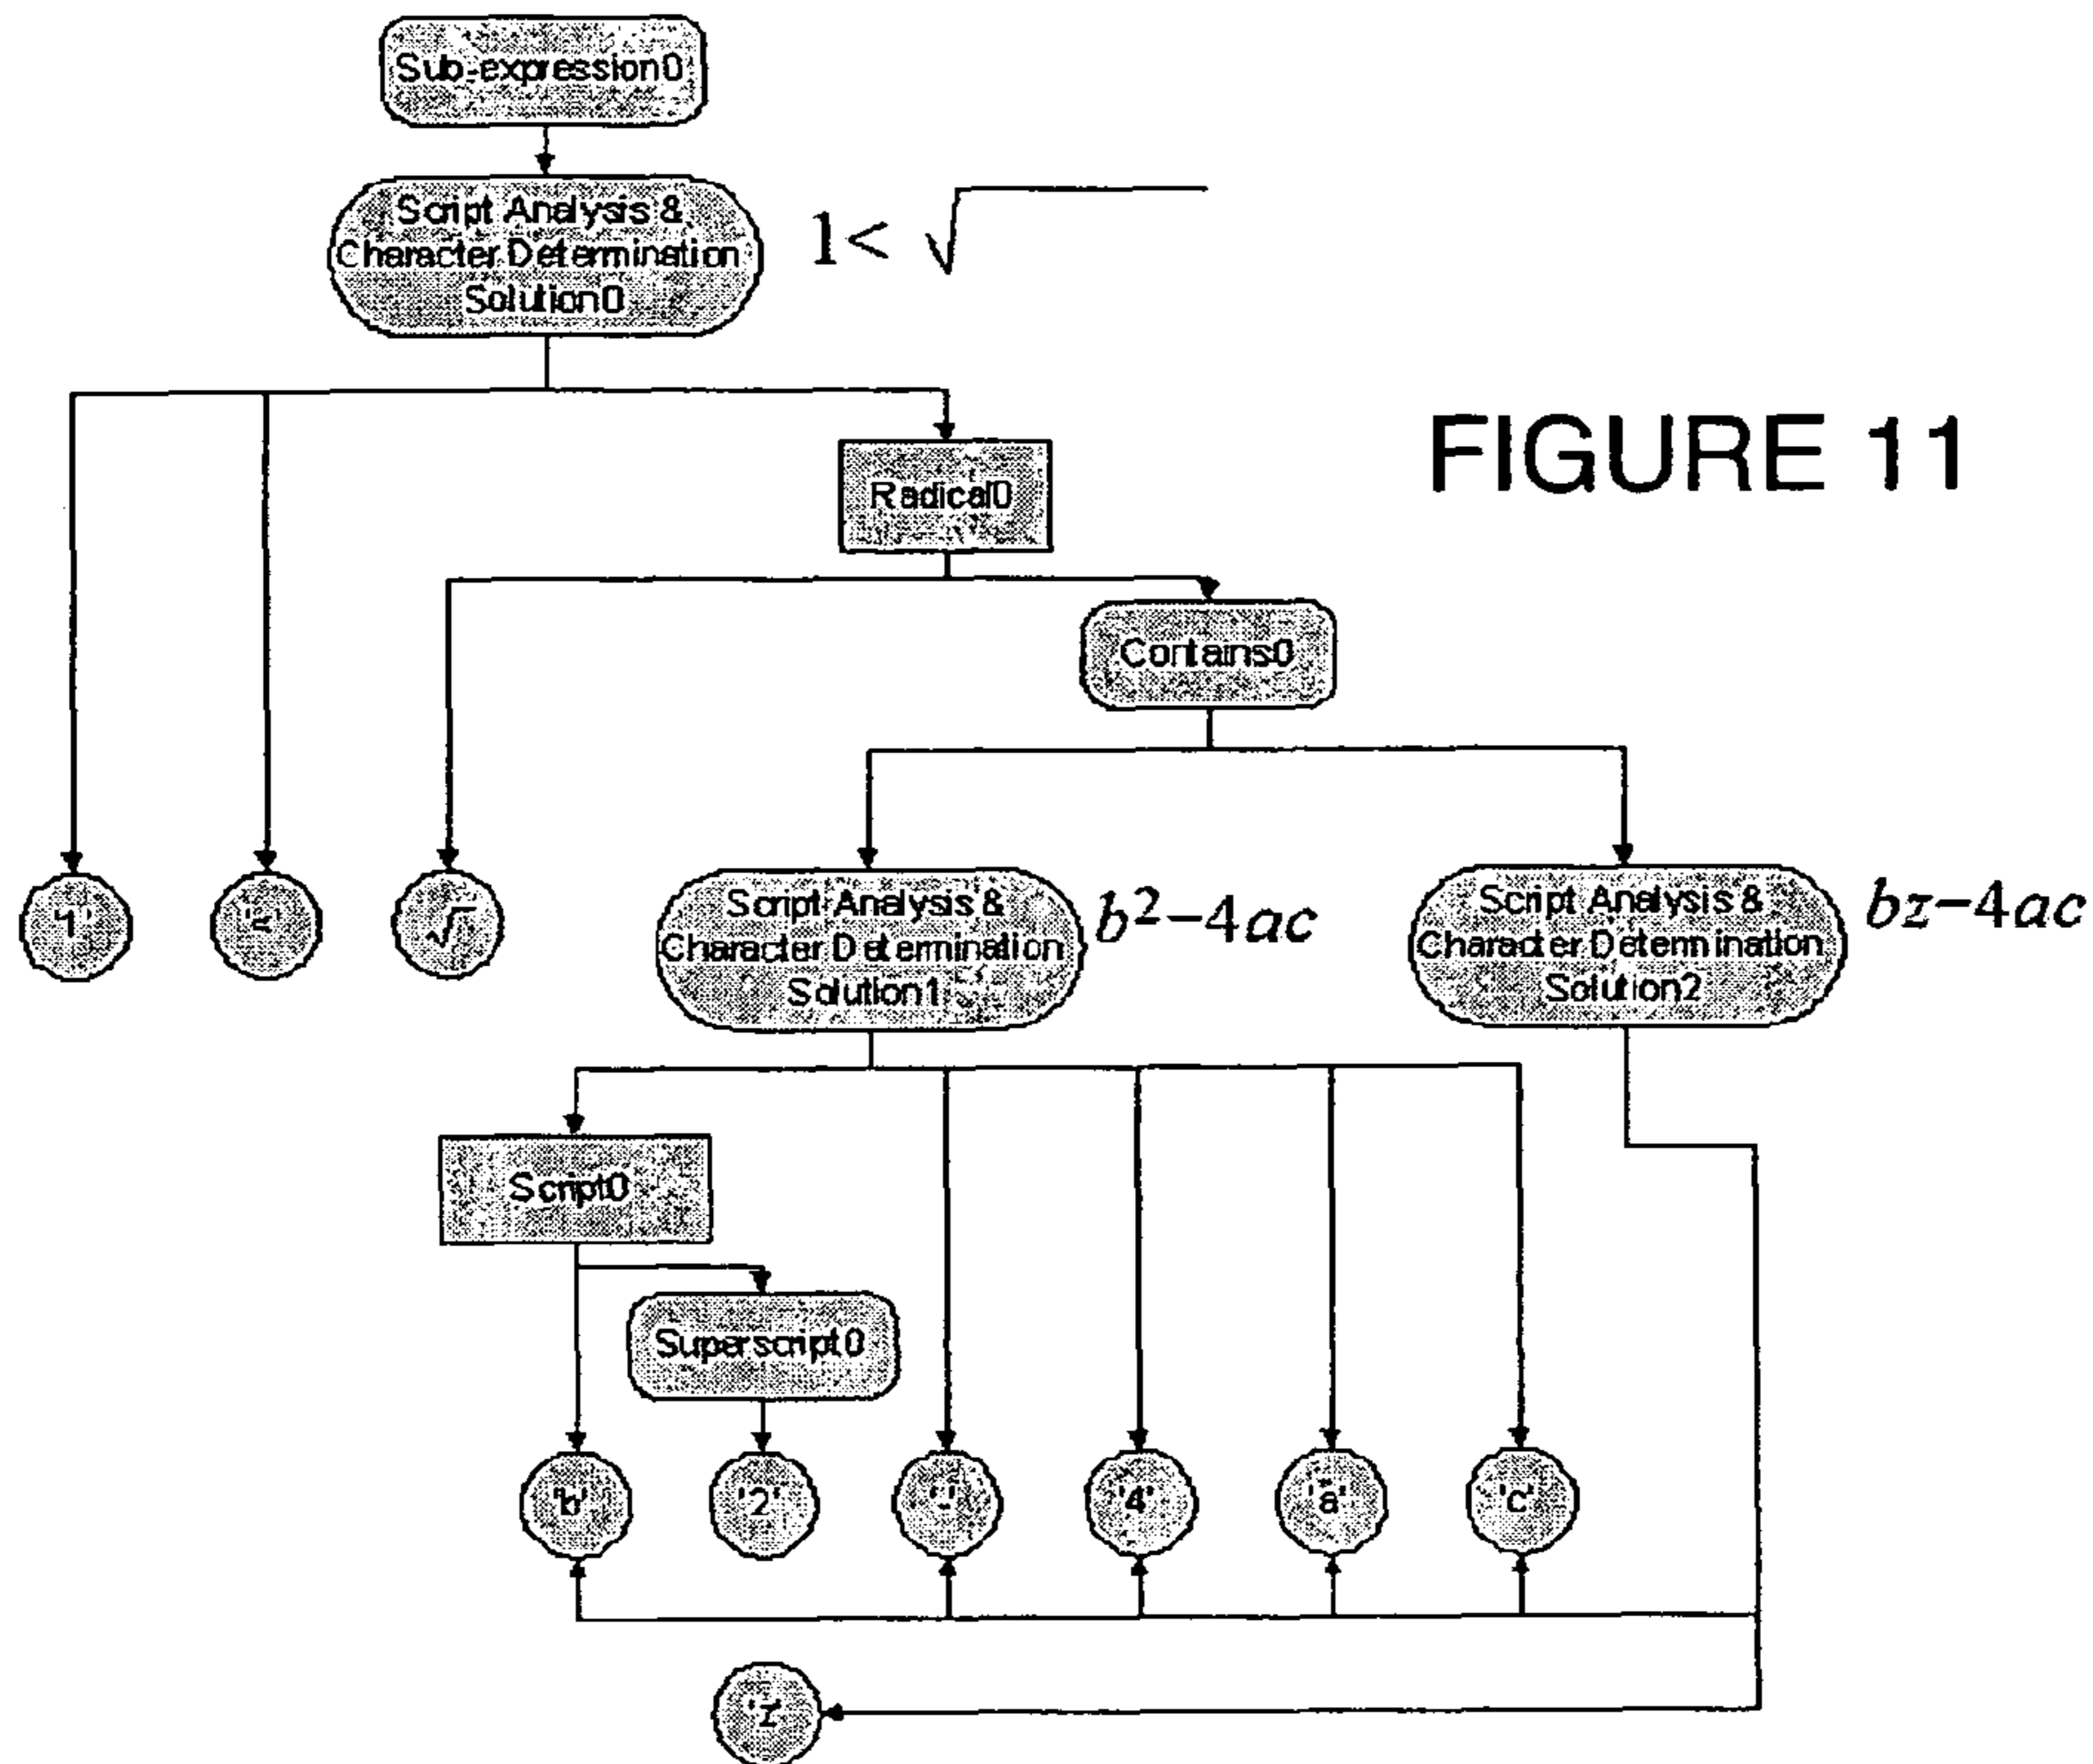 Sub-expression0
Script Analysis &
Character Determination
Solution0
1< √
FIGURE 11
Radical0
Contains0
'1'
'<'
√
Script Analysis &
Character Determination
Solution1
b²−4ac
Script Analysis &
Character Determination
Solution2
bz−4ac
Script0
Superscript0
'b'
'2'
'-'
'4'
'a'
'c'
'z'